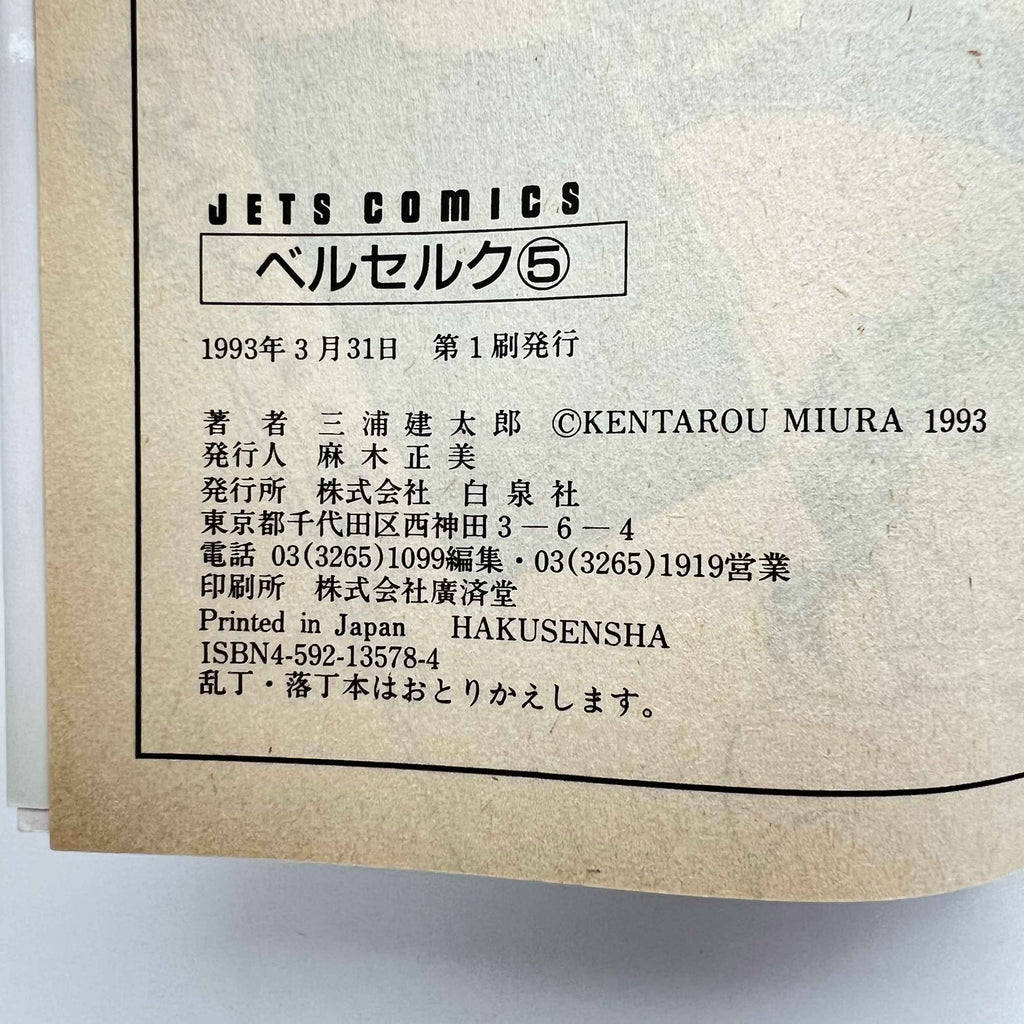 JETS COMICS
ベルセルク⑤
1993年3月31日 第1刷発行
著者 三浦建太郎 ©KENTAROU MIURA 1993
発行人 麻木正美
発行所 株式会社 白泉社
東京都千代田区西神田3－6－4
電話 03(3265)1099編集・03(3265)1919営業
印刷所 株式会社廣済堂
Printed in Japan HAKUSENSHA
ISBN4-592-13578-4
乱丁・落丁本はおとりかえします。